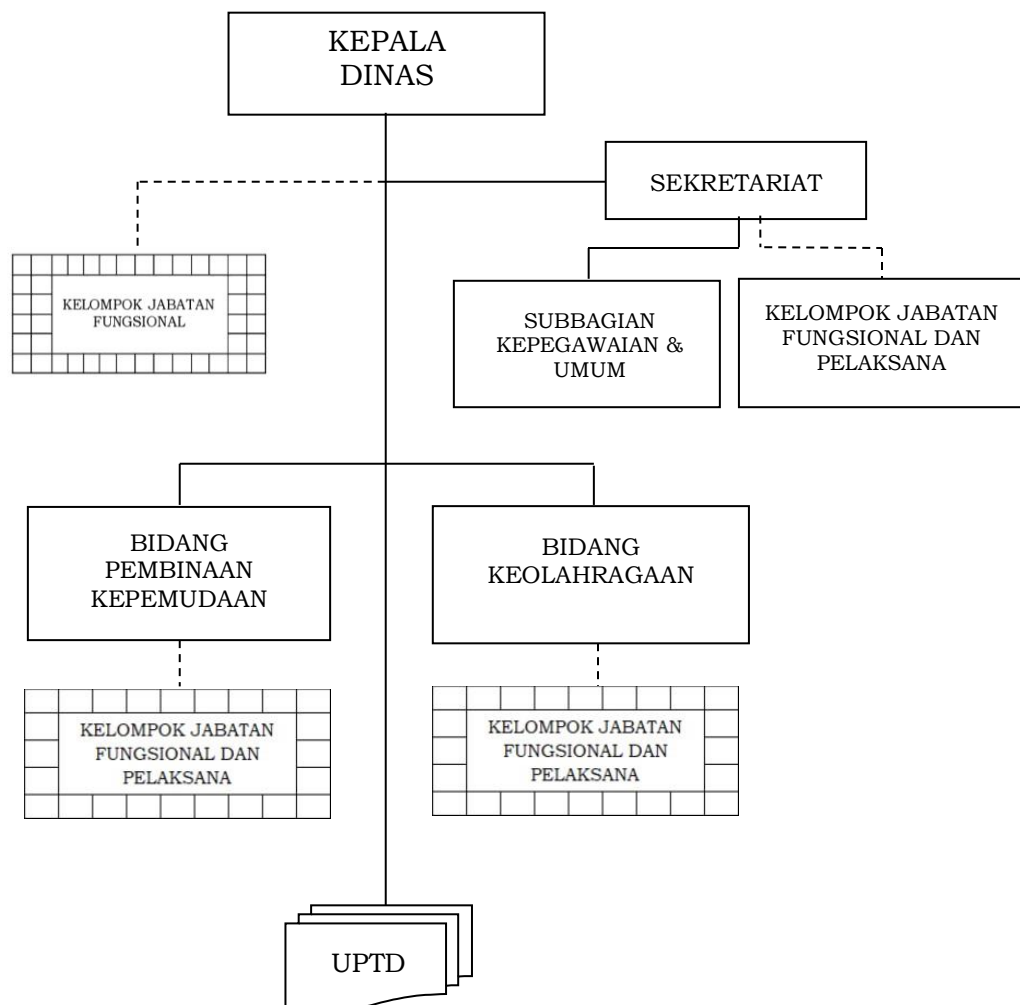 KEPALA
DINAS
SEKRETARIAT
KELOMPOK JABATAN
FUNGSIONAL
SUBBAGIAN
KEPEGAWAIAN &
UMUM
KELOMPOK JABATAN
FUNGSIONAL DAN
PELAKSANA
BIDANG
PEMBINAAN
KEPEMUDAAN
BIDANG
KEOLAHRAGAAN
KELOMPOK JABATAN
FUNGSIONAL DAN
PELAKSANA
KELOMPOK JABATAN
FUNGSIONAL DAN
PELAKSANA
UPTD